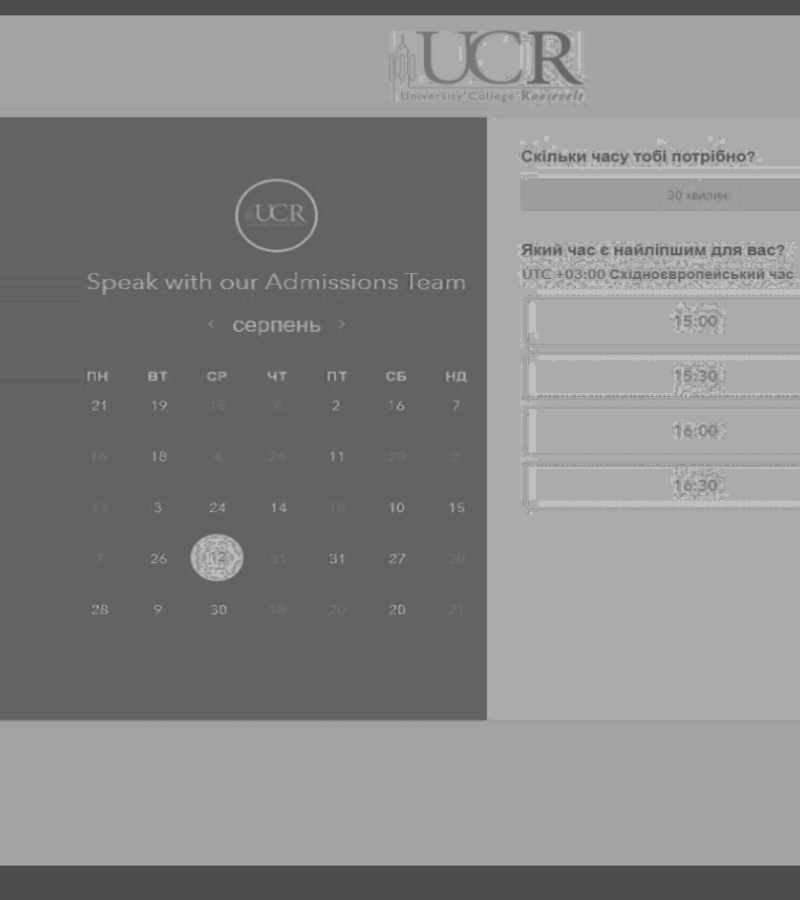 UCR
University College Roosevelt
UCR
Speak with our Admissions Team
< серпень >
ПН ВТ СР ЧТ ПТ СБ НД
21 19 15 6 2 16 7
16 18 4 26 11 28 2
13 3 24 14 18 10 15
7 26 12 31 31 27 20
28 9 30 18 20 20 21
Скільки часу тобі потрібно?
30 хвилин
Який час є найліпшим для вас?
UTC +03:00 Східноєвропейський час
15:00
15:30
16:00
16:30